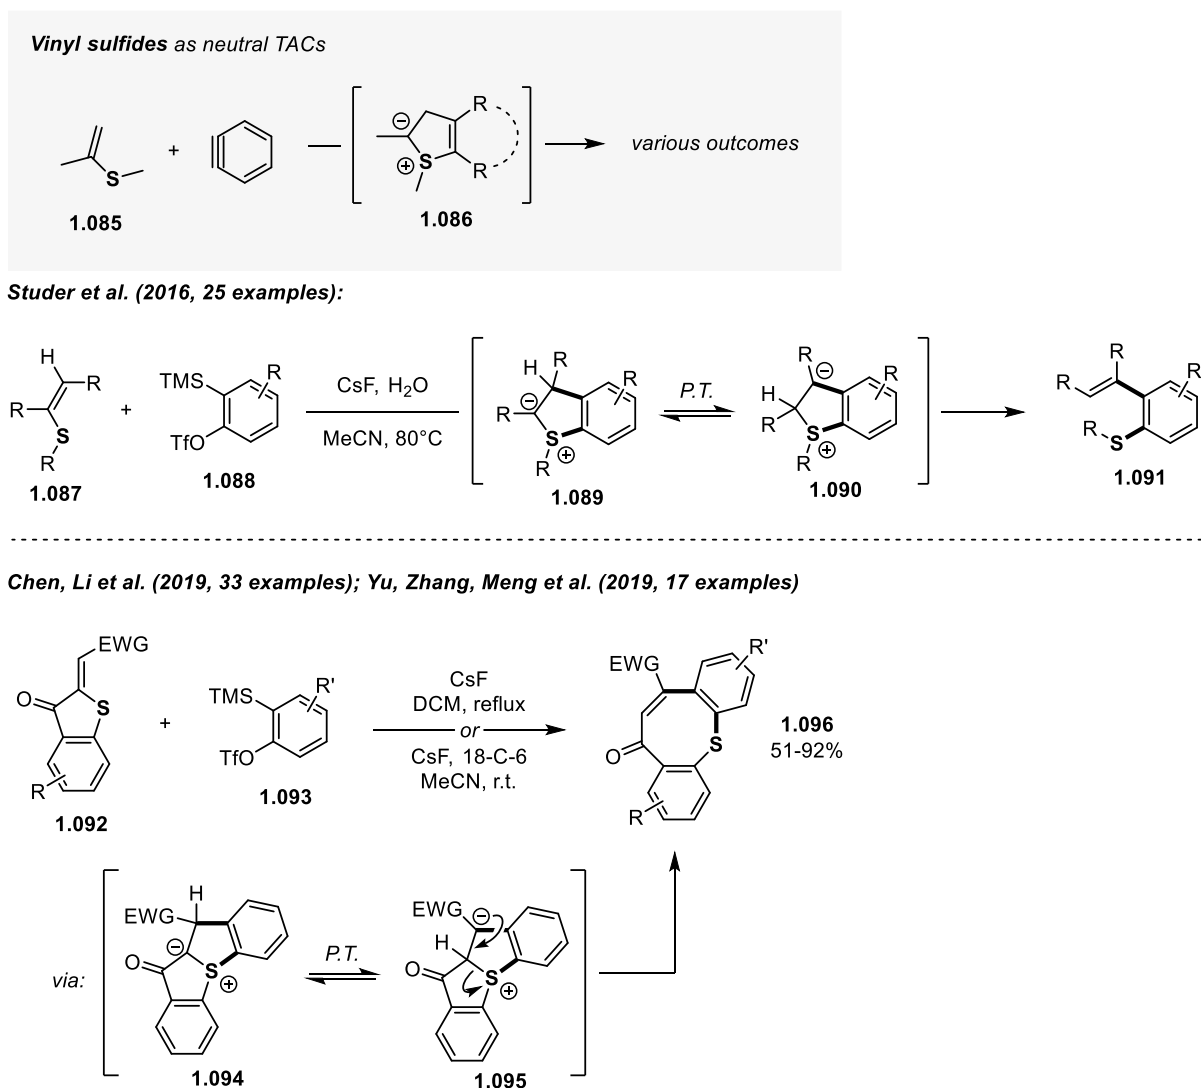 Vinyl sulfides as neutral TACs
S
1.085
+
R
R
⊖
⊕
S
1.086
various outcomes
Studer et al. (2016, 25 examples):
H
R
R
S
R
1.087
+
TMS
R
TfO
1.088
CsF, H2O
MeCN, 80°C
H
R
R
⊖
S
R
⊕
R
1.089
P.T.
R
⊖
H
R
S
R
⊕
1.090
R
H
R
S
R
1.091
Chen, Li et al. (2019, 33 examples); Yu, Zhang, Meng et al. (2019, 17 examples)
EWG
O
S
R
1.092
+
TMS
R'
TfO
1.093
CsF
DCM, reflux
or
CsF, 18-C-6
MeCN, r.t.
EWG
R'
O
S
R
1.096
51-92%
via:
H
EWG
⊖
O
S
⊕
1.094
P.T.
EWG
⊖
H
O
S
⊕
1.095